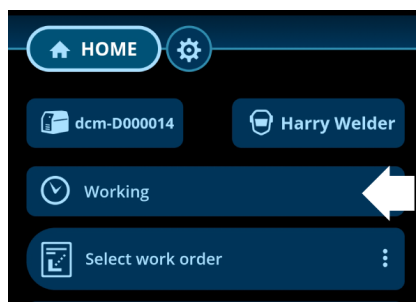 HOME
dcm-D000014
Harry Welder
Working
Select work order